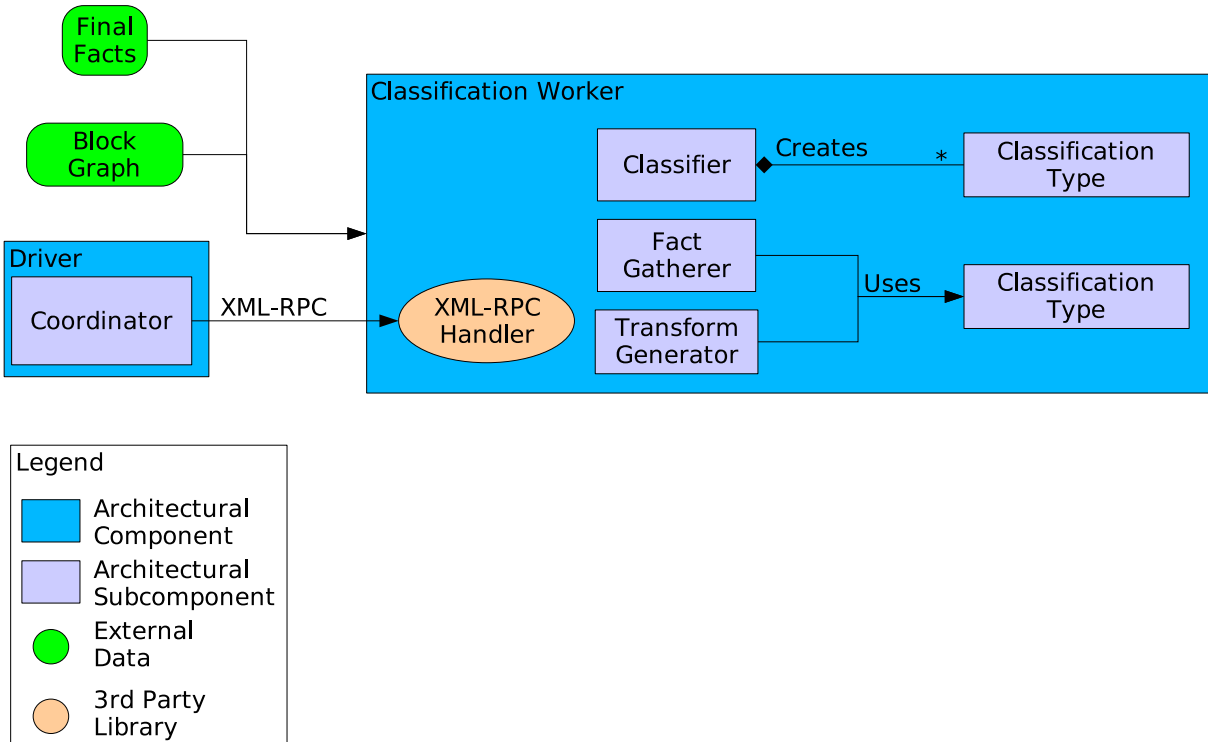 Final
Facts
Block
Graph
Classification Worker
Classifier
Creates
*
Classification
Type
Fact
Gatherer
Uses
Classification
Type
Transform
Generator
Driver
Coordinator
XML-RPC
XML-RPC
Handler
Legend
Architectural
Component
Architectural
Subcomponent
External
Data
3rd Party
Library